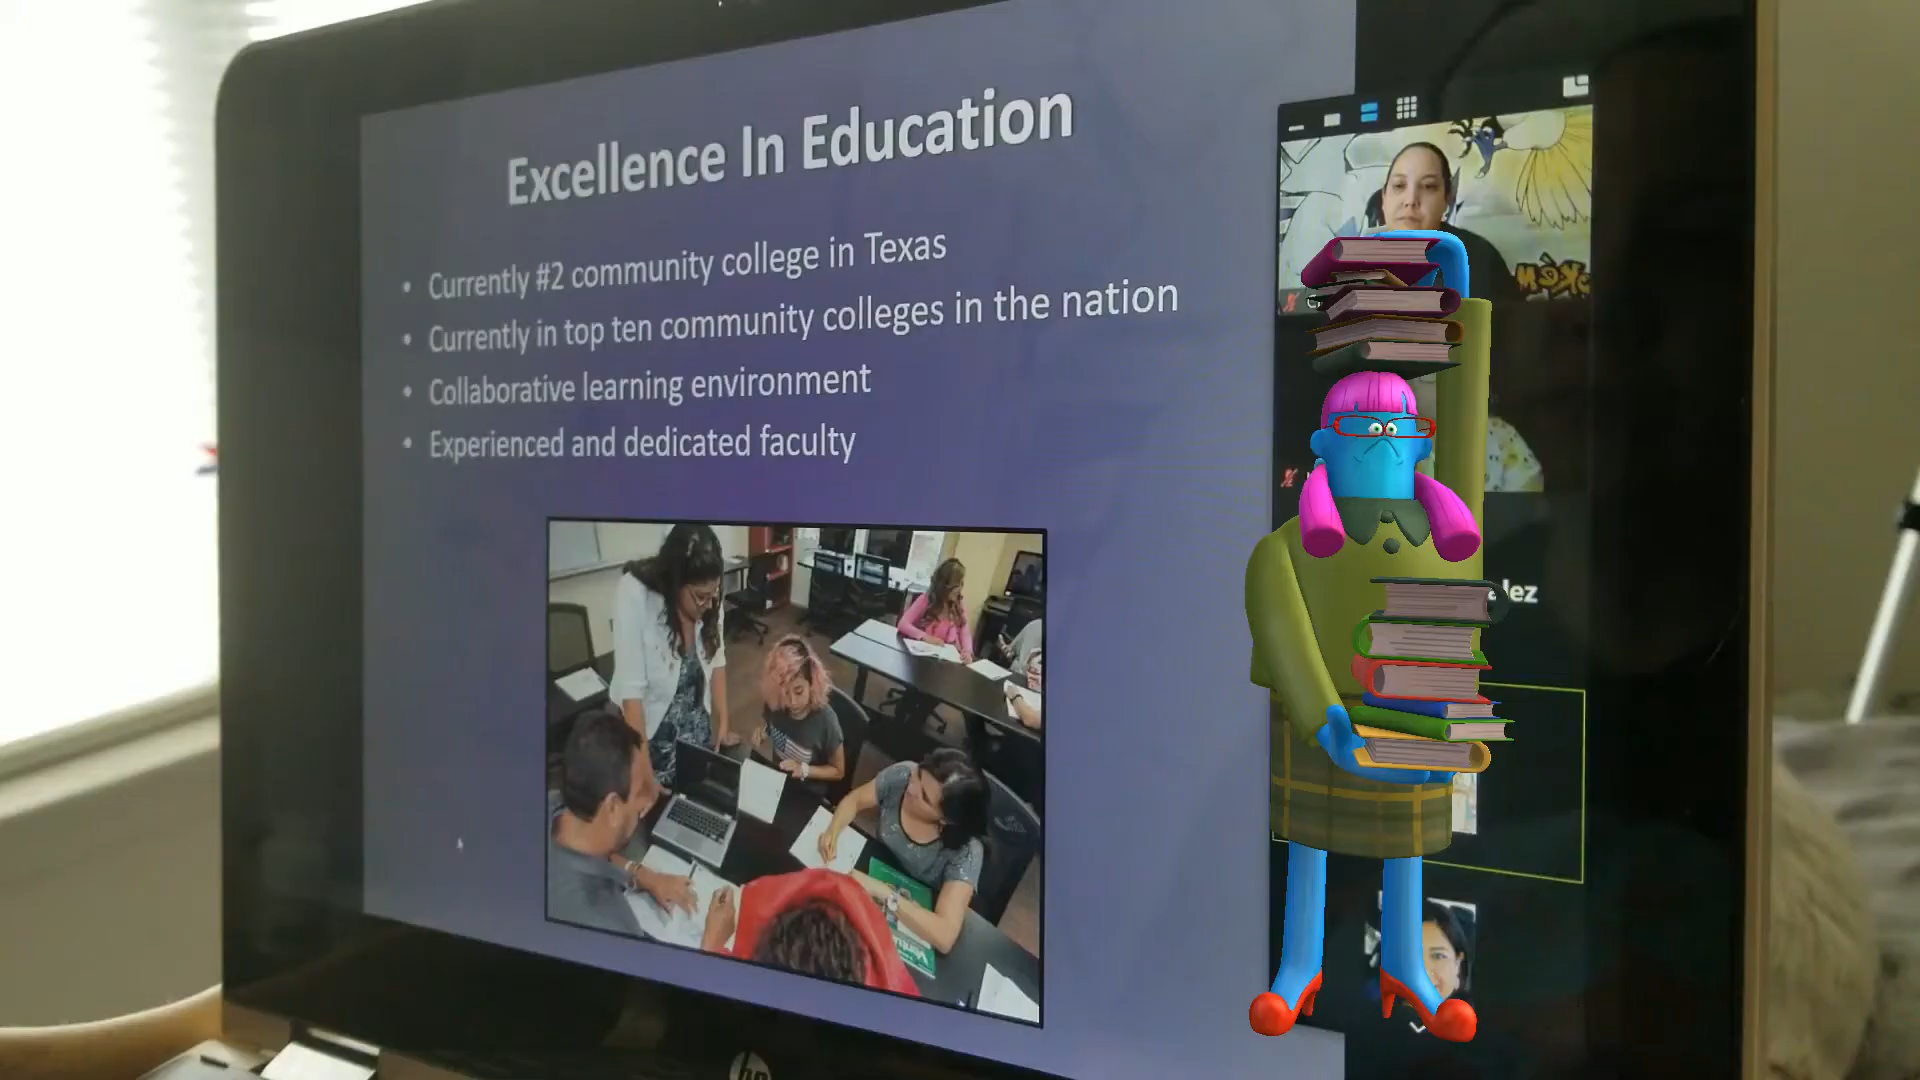 Excellence In Education
• Currently #2 community college in Texas
• Currently in top ten community colleges in the nation
• Collaborative learning environment
• Experienced and dedicated faculty
hp